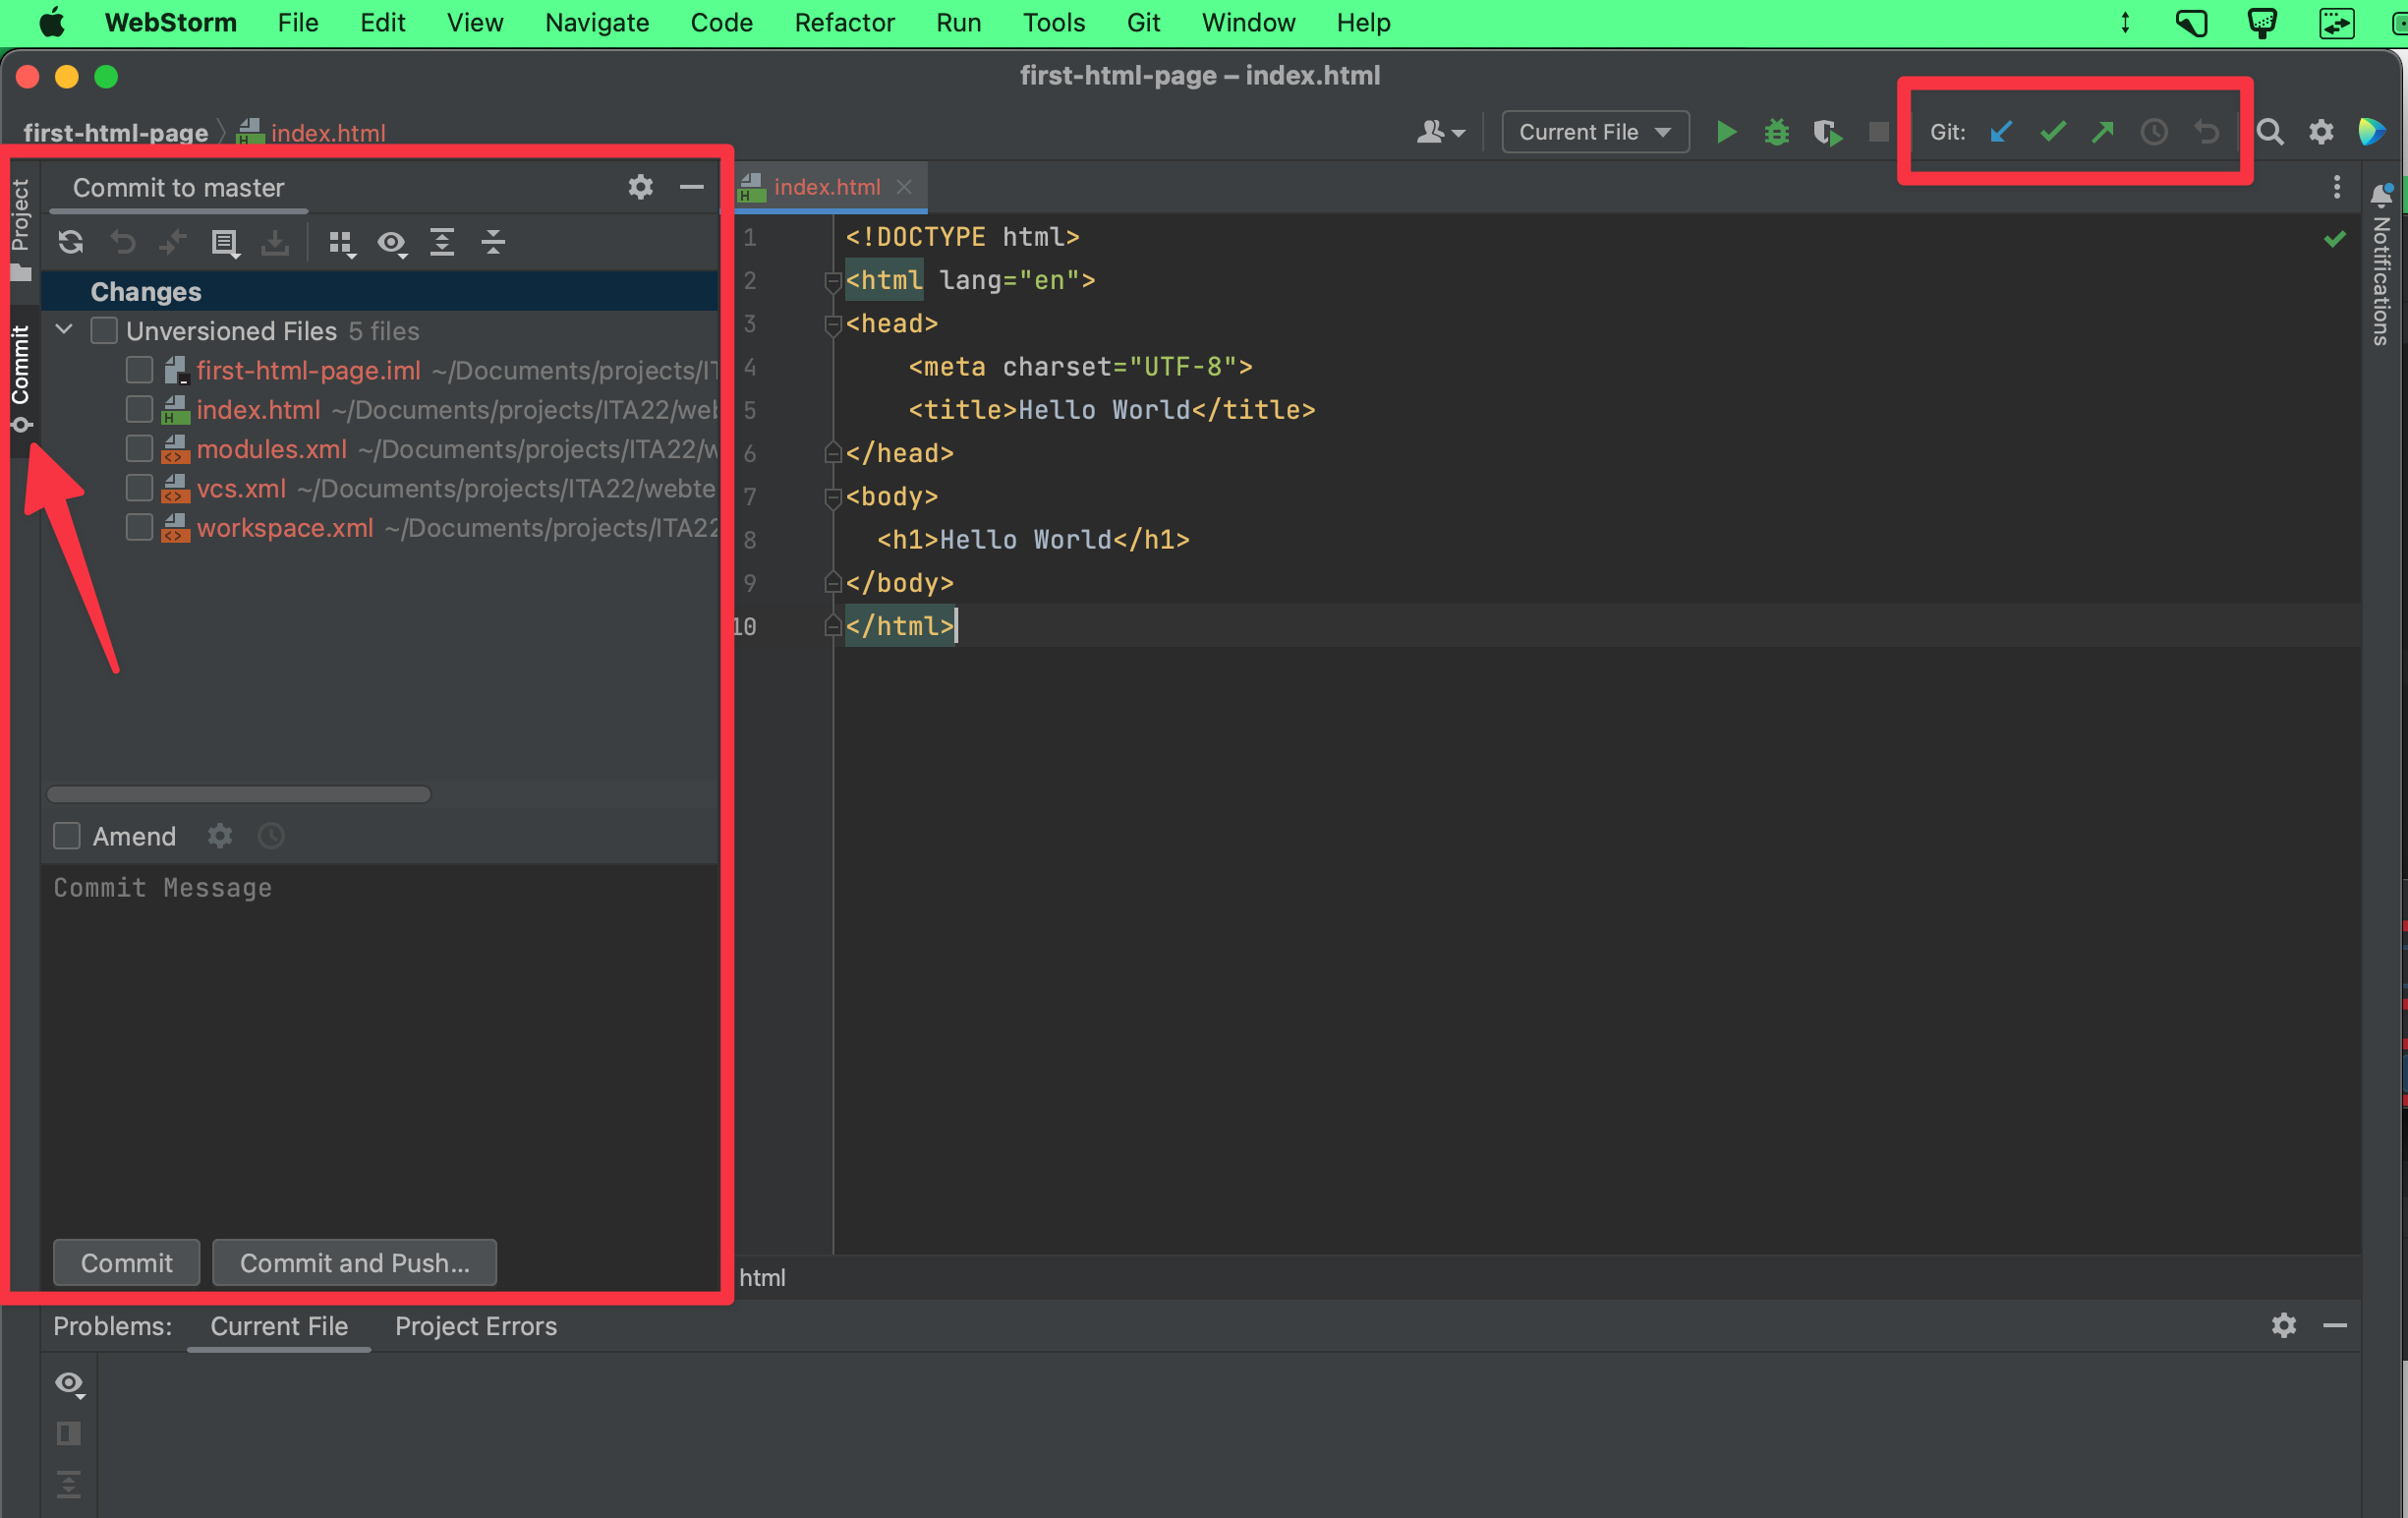 WebStorm File Edit View Navigate Code Refactor Run Tools Git Window Help
first-html-page – index.html
first-html-page index.html
Current File
Git:
Project
Commit
Commit to master
Changes
Unversioned Files 5 files
first-html-page.iml ~/Documents/projects/IT
index.html ~/Documents/projects/ITA22/web
modules.xml ~/Documents/projects/ITA22/w
vcs.xml ~/Documents/projects/ITA22/webte
workspace.xml ~/Documents/projects/ITA22
Amend
Commit Message
Commit Commit and Push...
index.html
1 <!DOCTYPE html>
2 <html lang="en">
3 <head>
4 <meta charset="UTF-8">
5 <title>Hello World</title>
6 </head>
7 <body>
8 <h1>Hello World</h1>
9 </body>
10 </html>
html
Notifications
Problems: Current File Project Errors